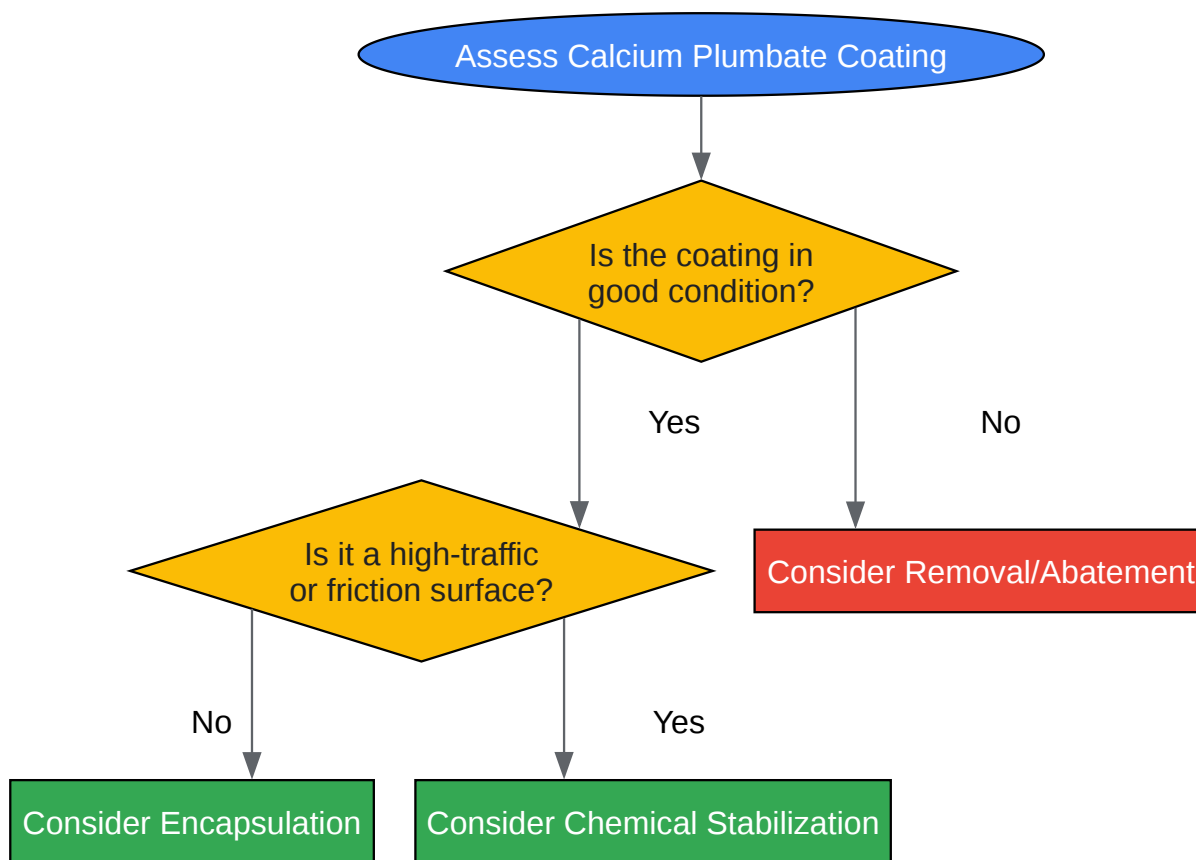 Assess Calcium Plumbate Coating
Is the coating in
good condition?
Yes
No
Is it a high-traffic
or friction surface?
Consider Removal/Abatement
No
Yes
Consider Encapsulation
Consider Chemical Stabilization